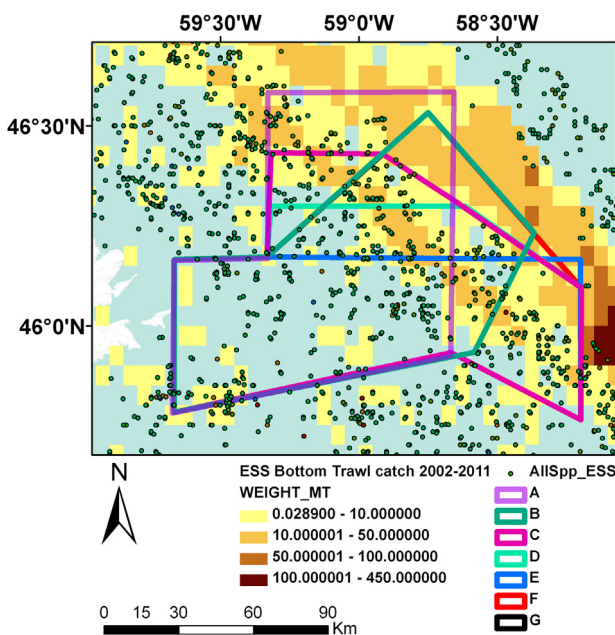 59°30'W 59°0'W 58°30'W
46°30'N
46°0'N
N
ESS Bottom Trawl catch 2002-2011
WEIGHT_MT
0.028900 - 10.000000
10.000001 - 50.000000
50.000001 - 100.000000
100.000001 - 450.000000
AllSpp_ESS
A
B
C
D
E
F
G
0 15 30 60 90
Km